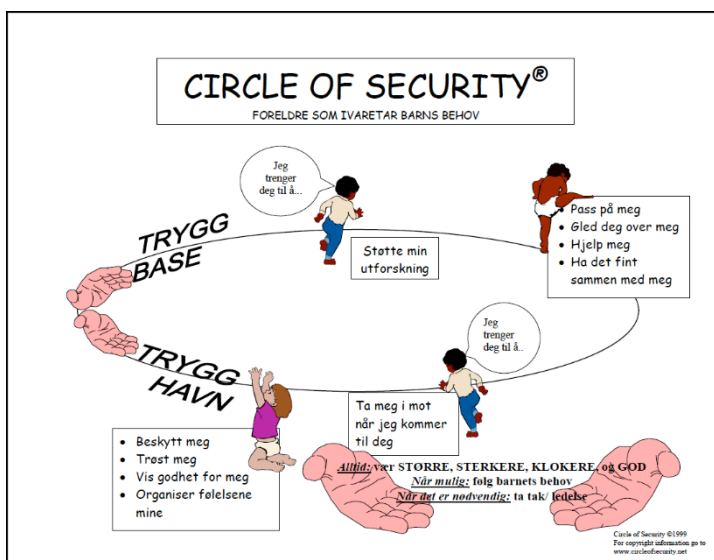 CIRCLE OF SECURITY®
FORELDRE SOM IVARETAR BARNS BEHOV
Jeg
trenger
deg til å...
TRYGG
BASE
Støtte min
utforskning
• Pass på meg
• Gled deg over meg
• Hjelp meg
• Ha det fint
sammen med meg
Jeg
trenger
deg til å..
TRYGG
HAVN
Ta meg i mot
når jeg kommer
til deg
• Beskytt meg
• Trøst meg
• Vis godhet for meg
• Organiser følelsene
mine
Alltid: vær STØRRE, STERKERE, KLOKERE, og GOD
Når mulig: følg barnets behov
Når det er nødvendig: ta tak/ ledelse
Circle of Security ©1999
For copyright information go to
www.circleofsecurity.net